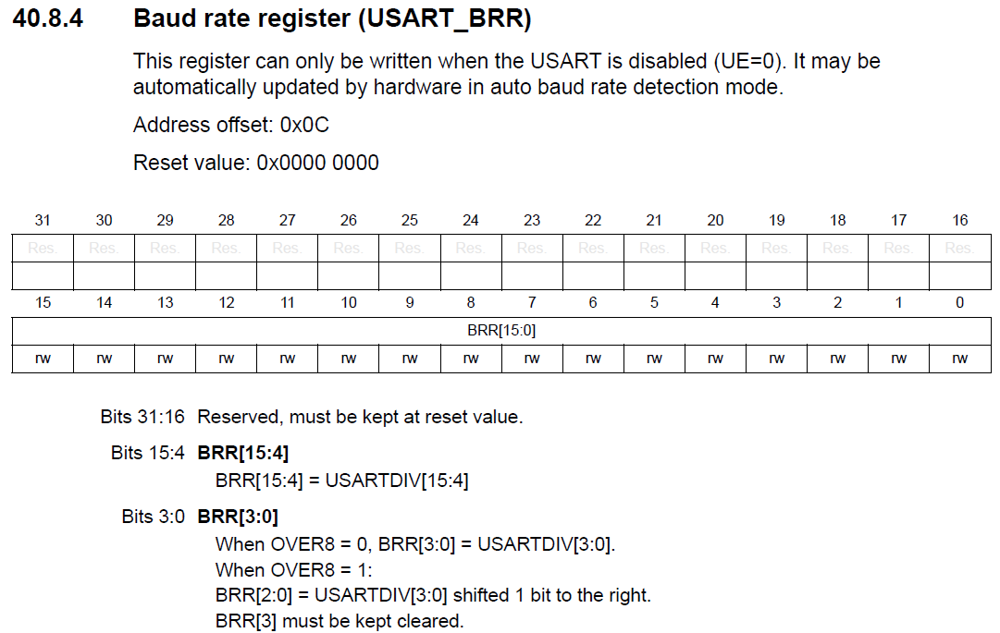 40.8.4 Baud rate register (USART_BRR)
This register can only be written when the USART is disabled (UE=0). It may be
automatically updated by hardware in auto baud rate detection mode.
Address offset: 0x0C
Reset value: 0x0000 0000
31 30 29 28 27 26 25 24 23 22 21 20 19 18 17 16
Res. Res. Res. Res. Res. Res. Res. Res. Res. Res. Res. Res. Res. Res. Res. Res.
15 14 13 12 11 10 9 8 7 6 5 4 3 2 1 0
BRR[15:0]
rw rw rw rw rw rw rw rw rw rw rw rw rw rw rw rw
Bits 31:16 Reserved, must be kept at reset value.
Bits 15:4 BRR[15:4]
BRR[15:4] = USARTDIV[15:4]
Bits 3:0 BRR[3:0]
When OVER8 = 0, BRR[3:0] = USARTDIV[3:0].
When OVER8 = 1:
BRR[2:0] = USARTDIV[3:0] shifted 1 bit to the right.
BRR[3] must be kept cleared.